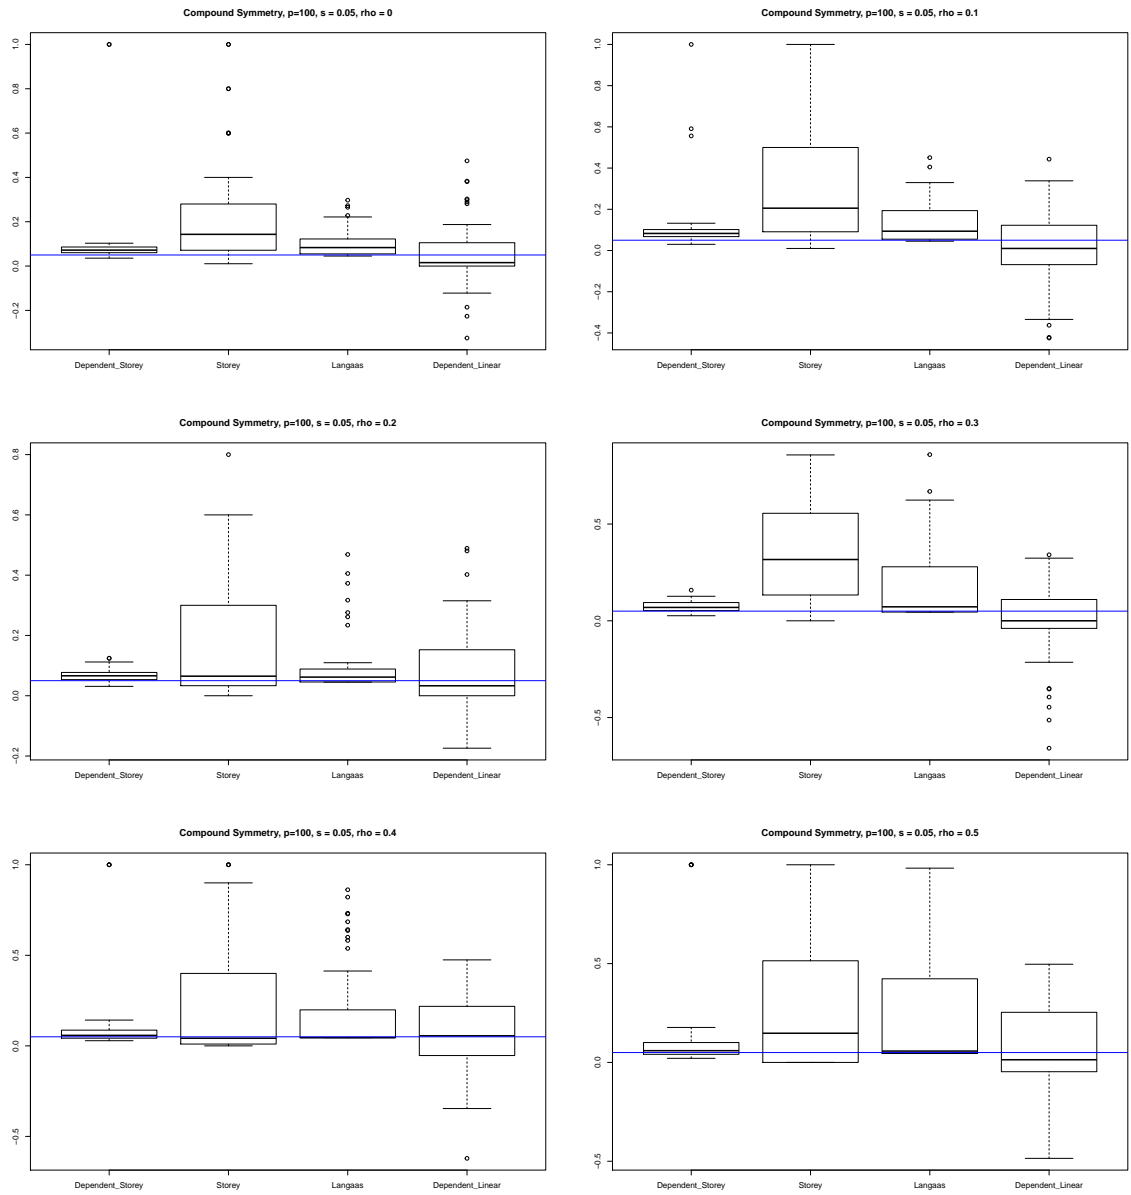 Compound Symmetry, p=100, s = 0.05, rho = 0
1.0
0.8
0.6
0.4
0.2
0.0
−0.2
Dependent_Storey Storey Langaas Dependent_Linear
Compound Symmetry, p=100, s = 0.05, rho = 0.1
1.0
0.8
0.6
0.4
0.2
0.0
−0.2
−0.4
Dependent_Storey Storey Langaas Dependent_Linear
Compound Symmetry, p=100, s = 0.05, rho = 0.2
0.8
0.6
0.4
0.2
0.0
−0.2
Dependent_Storey Storey Langaas Dependent_Linear
Compound Symmetry, p=100, s = 0.05, rho = 0.3
0.5
0.0
−0.5
Dependent_Storey Storey Langaas Dependent_Linear
Compound Symmetry, p=100, s = 0.05, rho = 0.4
1.0
0.5
0.0
−0.5
Dependent_Storey Storey Langaas Dependent_Linear
Compound Symmetry, p=100, s = 0.05, rho = 0.5
1.0
0.5
0.0
−0.5
Dependent_Storey Storey Langaas Dependent_Linear